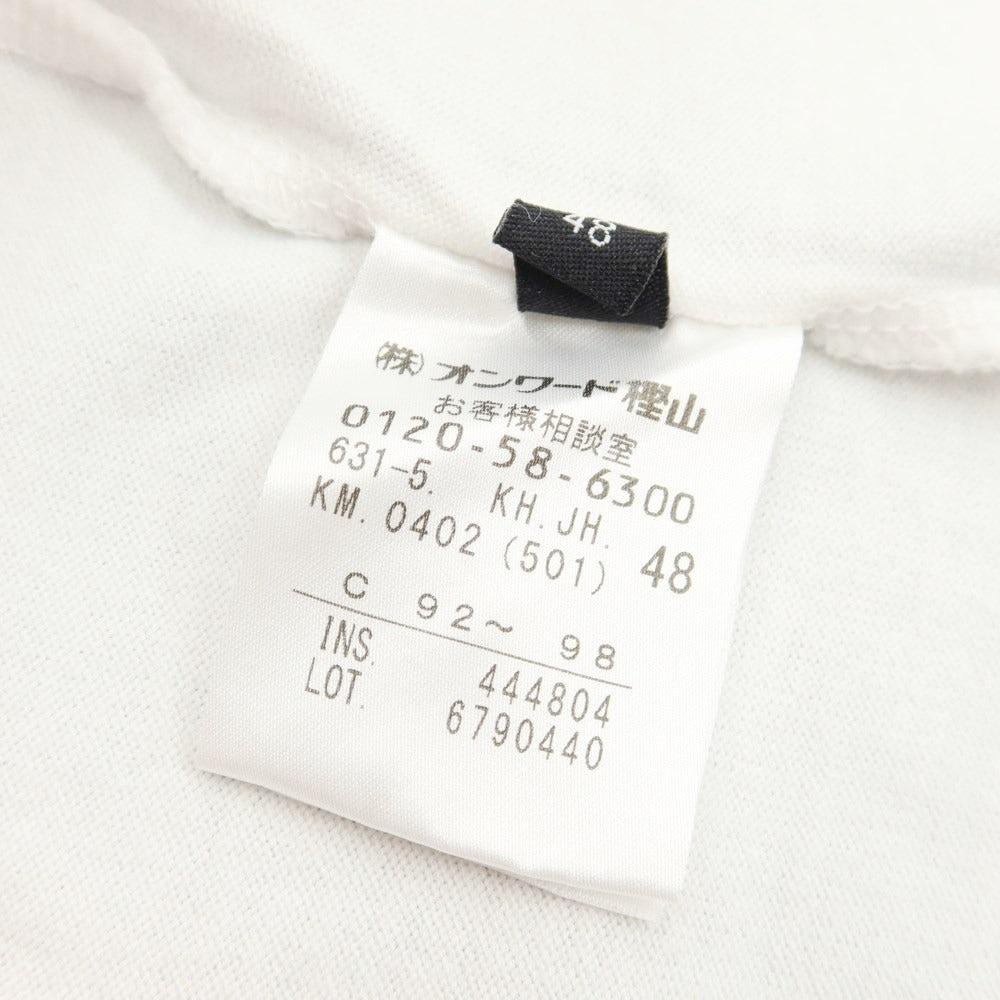 48
(株)オンワード樫山
お客様相談室
0120-58-6300
631-5. KH.JH.
KM. 0402 (501) 48
C 92～ 98
INS. 444804
LOT. 6790440